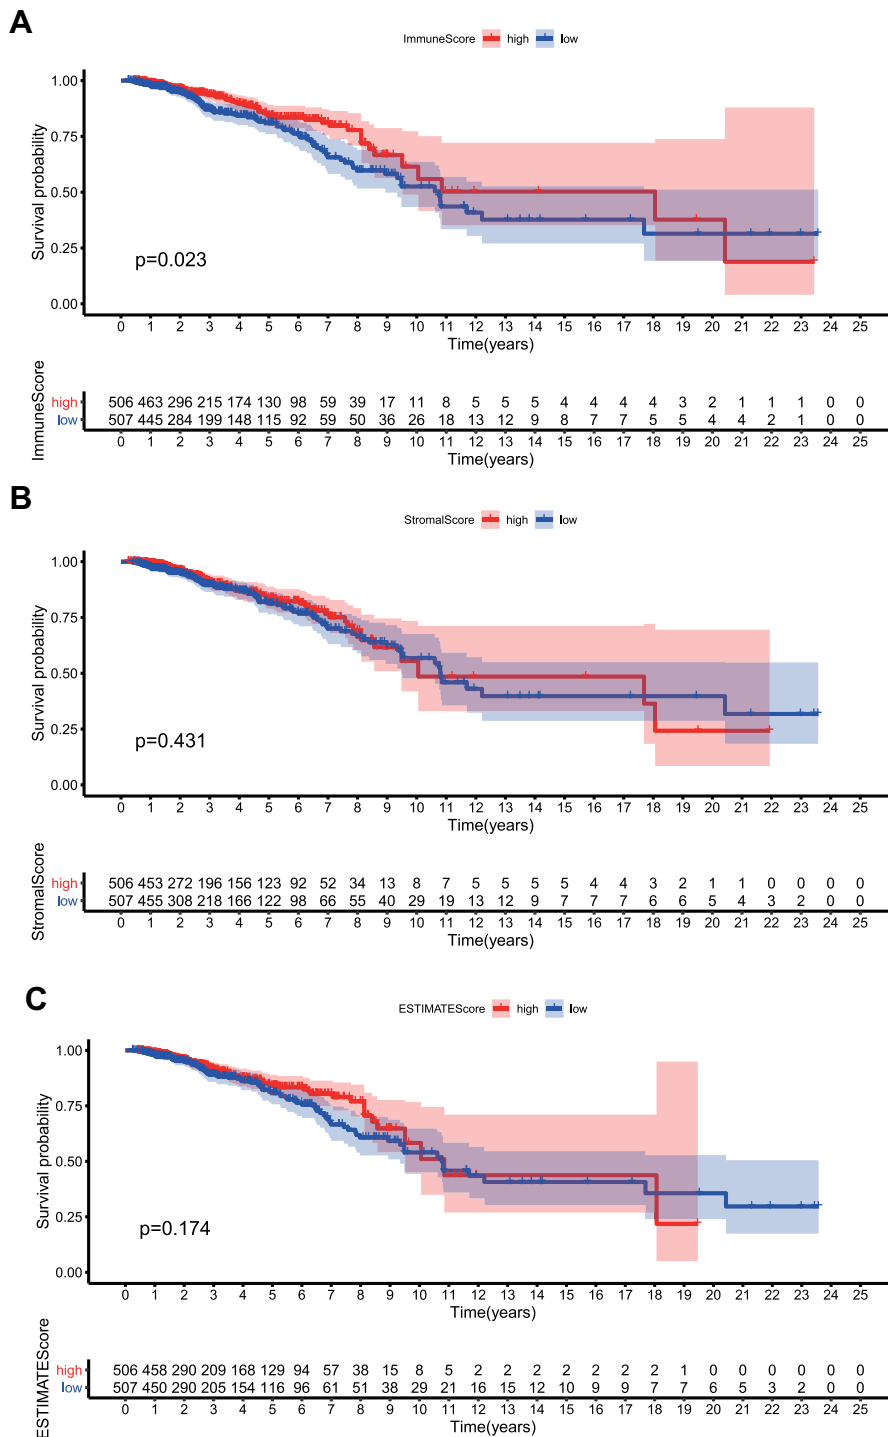 A
ImmuneScore high low
1.00
0.75
0.50
0.25
0.00
Survival probability
p=0.023
0 1 2 3 4 5 6 7 8 9 10 11 12 13 14 15 16 17 18 19 20 21 22 23 24 25
Time(years)
ImmuneScore
high 506 463 296 215 174 130 98 59 39 17 11 8 5 5 5 4 4 4 4 3 2 1 1 1 0 0
low 507 445 284 199 148 115 92 59 50 36 26 18 13 12 9 8 7 7 5 5 4 4 2 1 0 0
0 1 2 3 4 5 6 7 8 9 10 11 12 13 14 15 16 17 18 19 20 21 22 23 24 25
Time(years)
B
StromalScore high low
1.00
0.75
0.50
0.25
0.00
Survival probability
p=0.431
0 1 2 3 4 5 6 7 8 9 10 11 12 13 14 15 16 17 18 19 20 21 22 23 24 25
Time(years)
StromalScore
high 506 453 272 196 156 123 92 52 34 13 8 7 5 5 5 5 4 4 3 2 1 1 0 0 0 0
low 507 455 308 218 166 122 98 66 55 40 29 19 13 12 9 7 7 7 6 6 5 4 3 2 0 0
0 1 2 3 4 5 6 7 8 9 10 11 12 13 14 15 16 17 18 19 20 21 22 23 24 25
Time(years)
C
ESTIMATEScore high low
1.00
0.75
0.50
0.25
0.00
Survival probability
p=0.174
0 1 2 3 4 5 6 7 8 9 10 11 12 13 14 15 16 17 18 19 20 21 22 23 24 25
Time(years)
ESTIMATEScore
high 506 458 290 209 168 129 94 57 38 15 8 5 2 2 2 2 2 2 2 1 0 0 0 0 0 0
low 507 450 290 205 154 116 96 61 51 38 29 21 16 15 12 10 9 9 7 7 6 5 3 2 0 0
0 1 2 3 4 5 6 7 8 9 10 11 12 13 14 15 16 17 18 19 20 21 22 23 24 25
Time(years)